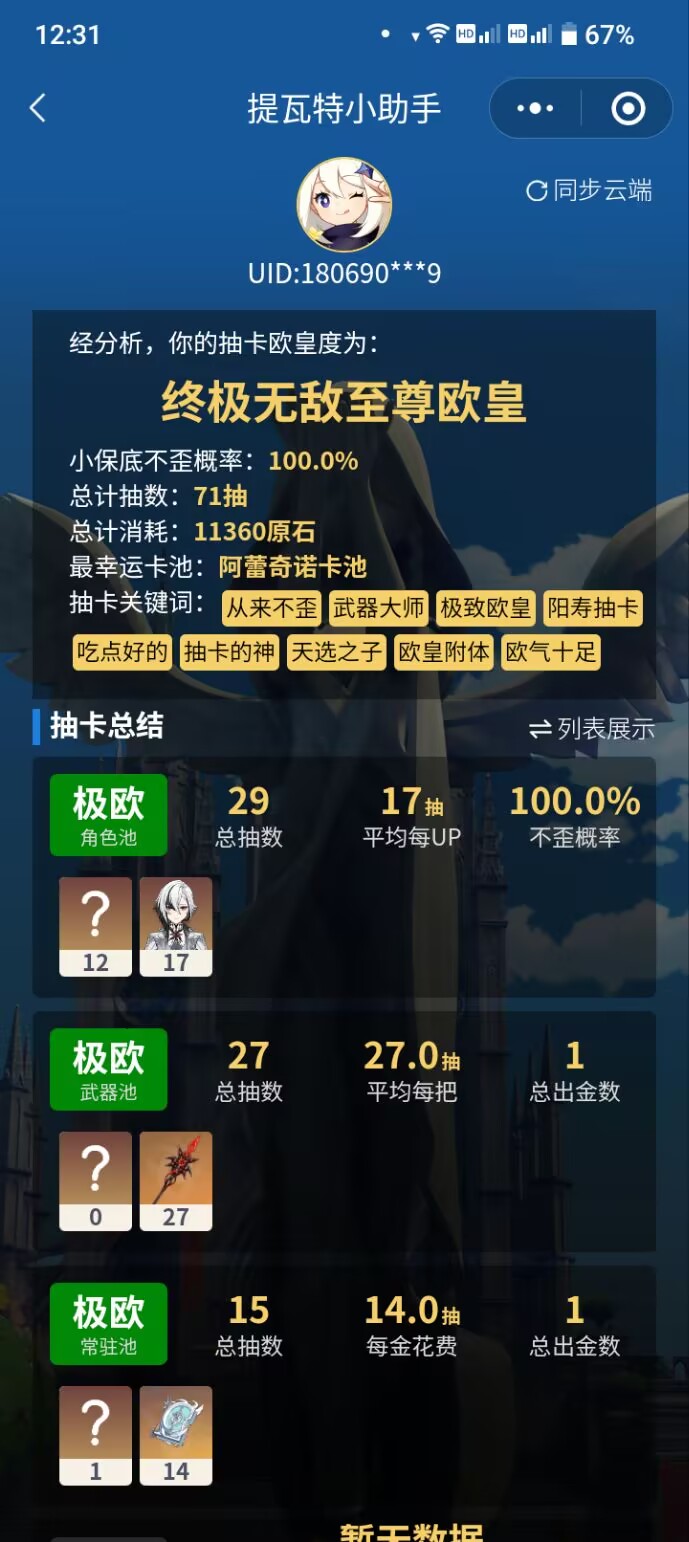 12:31
HD HD 67%
提瓦特小助手
同步云端
UID:180690***9
经分析，你的抽卡欧皇度为：
终极无敌至尊欧皇
小保底不歪概率：100.0%
总计抽数：71抽
总计消耗：11360原石
最幸运卡池：阿蕾奇诺卡池
抽卡关键词： 从来不歪 武器大师 极致欧皇 阳寿抽卡
吃点好的 抽卡的神 天选之子 欧皇附体 欧气十足
抽卡总结 列表展示
极欧 29 17抽 100.0%
角色池 总抽数 平均每UP 不歪概率
?
12 17
极欧 27 27.0抽 1
武器池 总抽数 平均每把 总出金数
?
0 27
极欧 15 14.0抽 1
常驻池 总抽数 每金花费 总出金数
?
1 14
暂无数据